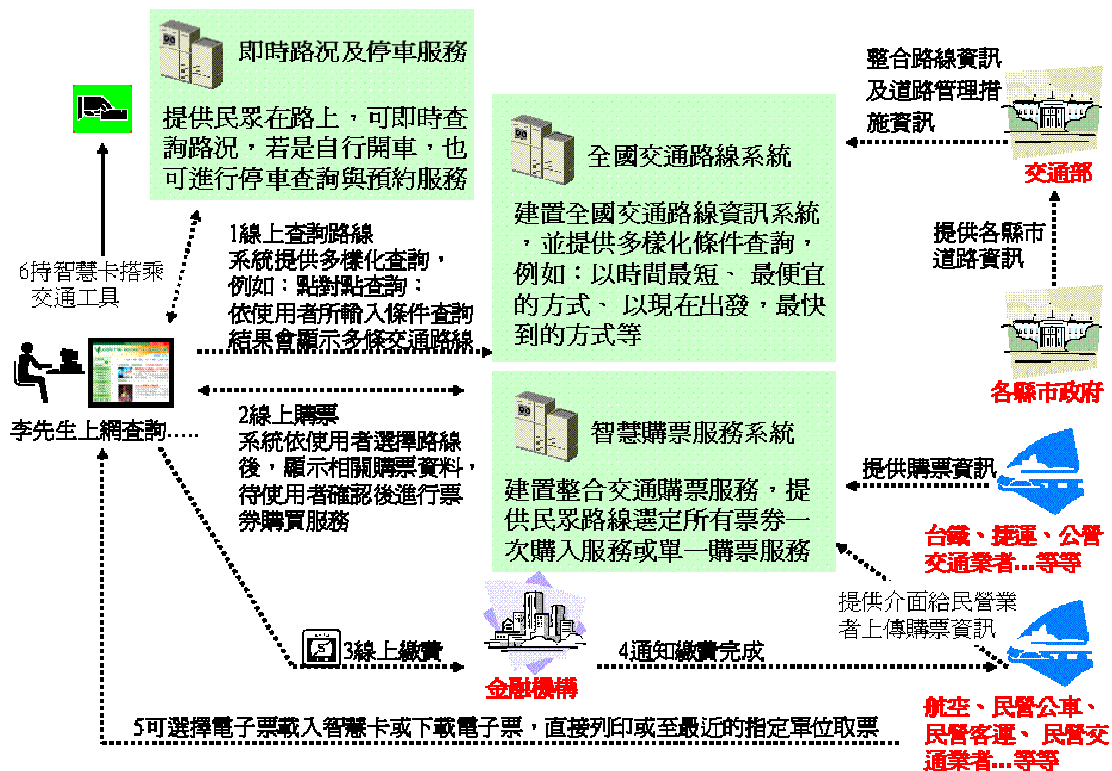 即時路況及停車服務
提供民眾在路上，可即時查
詢路況，若是自行開車，也
可進行停車查詢與預約服務
整合路線資訊
及道路管理措
施資訊
交通部
全國交通路線系統
建置全國交通路線資訊系統
，並提供多樣化條件查詢，
例如：以時間最短、最便宜
的方式、以現在出發，最快
到的方式等
提供各縣市
道路資訊
各縣市政府
6持智慧卡搭乘
交通工具
1線上查詢路線
系統提供多樣化查詢，
例如：點對點查詢：
依使用者所輸入條件查詢
結果會顯示多條交通路線
李先生上網查詢.....
2線上購票
系統依使用者選擇路線
後，顯示相關購票資料，
待使用者確認後進行票
券購買服務
智慧購票服務系統
建置整合交通購票服務，提
供民眾路線選定所有票券一
次購入服務或單一購票服務
提供購票資訊
台鐵、捷運、公營
交通業者...等等
提供介面給民營業
者上傳購票資訊
3線上繳費
金融機構
4通知繳費完成
航空、民營公車、
民營客運、民營交
通業者...等等
5可選擇電子票載入智慧卡或下載電子票，直接列印或至最近的指定單位取票